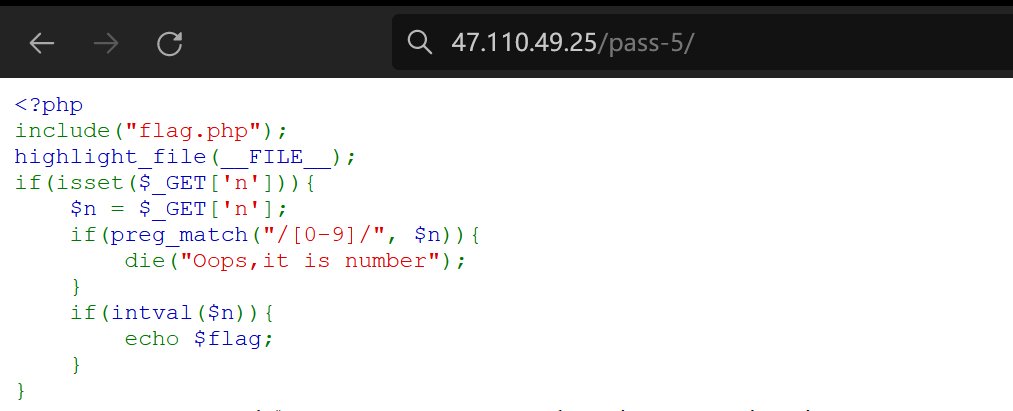 47.110.49.25/pass-5/
<?php
include("flag.php");
highlight_file(__FILE__);
if(isset($_GET['n'])){
    $n = $_GET['n'];
    if(preg_match("/[0-9]/", $n)){
        die("Oops,it is number");
    }
    if(intval($n)){
        echo $flag;
    }
}